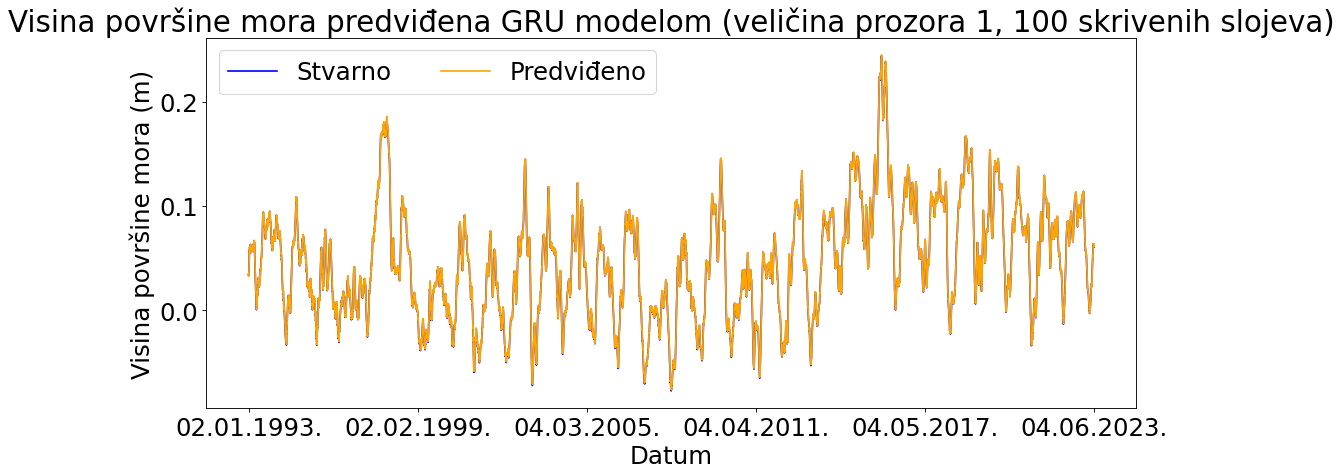 Visina površine mora predviđena GRU modelom (veličina prozora 1, 100 skrivenih slojeva)
Stvarno
Predviđeno
Visina površine mora (m)
0.2
0.1
0.0
02.01.1993.
02.02.1999.
04.03.2005.
04.04.2011.
04.05.2017.
04.06.2023.
Datum